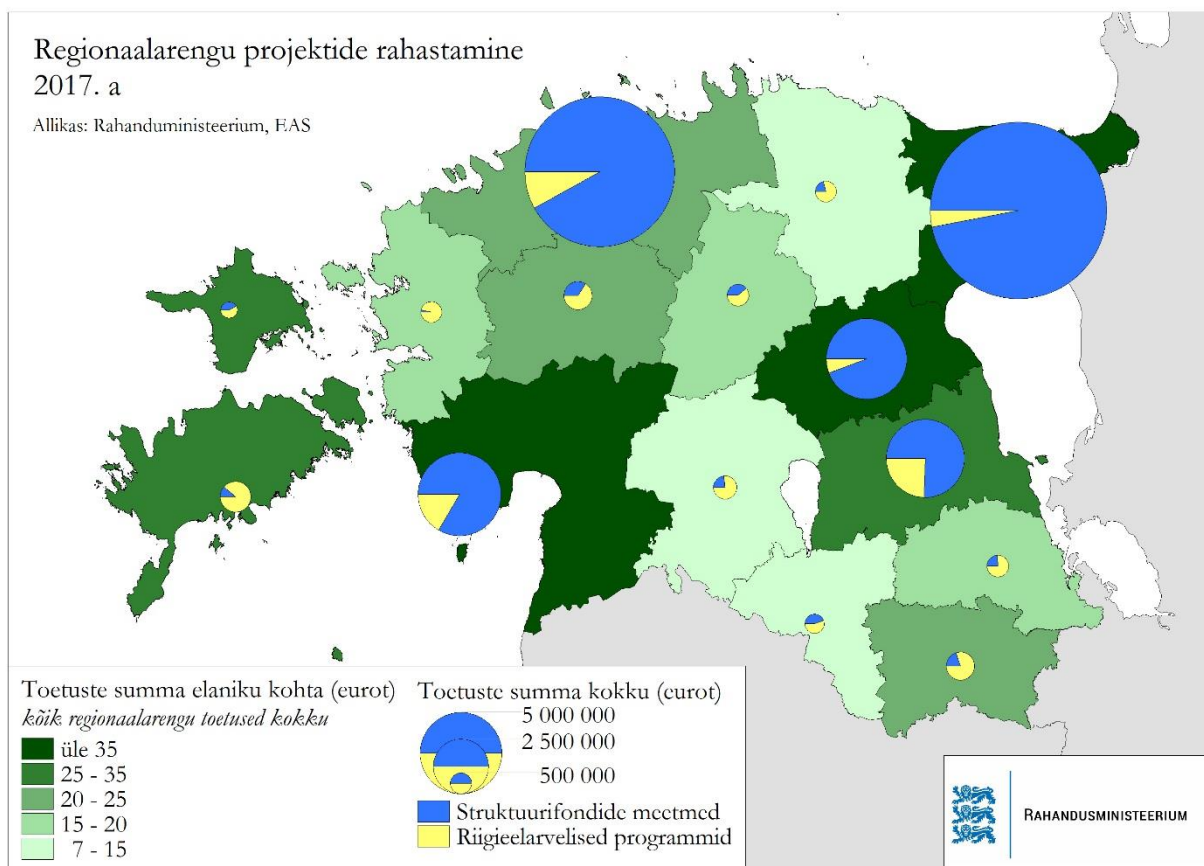 Regionaalarengu projektide rahastamine
2017. a
Allikas: Rahanduministeerium, EAS
Toetuste summa elaniku kohta (eurot)
kõik regionaalarengu toetused kokku
üle 35
25 - 35
20 - 25
15 - 20
7 - 15
Toetuste summa kokku (eurot)
5 000 000
2 500 000
500 000
Struktuurifondide meetmed
Riigieelarvelised programmid
RAHANDUSMINISTEERIUM